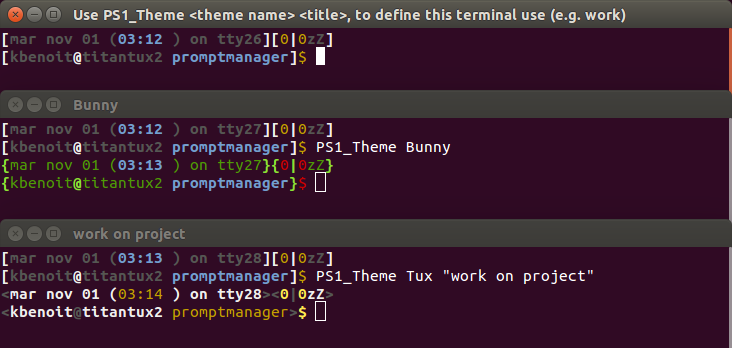 Use PS1_Theme <theme name> <title>, to define this terminal use (e.g. work)
[mar nov 01 (03:12 ) on tty26][0|0zZ]
[kbenoit@titantux2 promptmanager]$
Bunny
[mar nov 01 (03:12 ) on tty27][0|0zZ]
[kbenoit@titantux2 promptmanager]$ PS1_Theme Bunny
{mar nov 01 (03:13 ) on tty27}{0|0zZ}
{kbenoit@titantux2 promptmanager}$
work on project
[mar nov 01 (03:13 ) on tty28][0|0zZ]
[kbenoit@titantux2 promptmanager]$ PS1_Theme Tux "work on project"
<mar nov 01 (03:14 ) on tty28><0|0zZ>
<kbenoit@titantux2 promptmanager>$